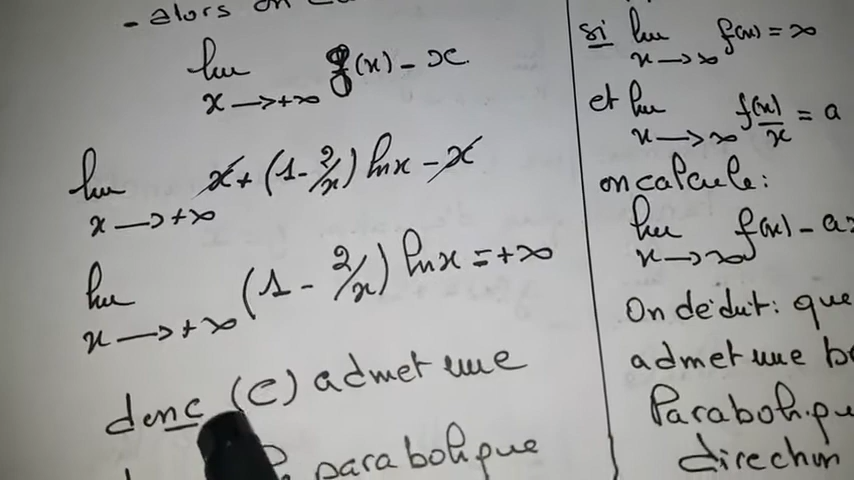 - alors on
lim g(x) - x
x → +∞
lim x + (1 - 2/x) ln x - x
x → +∞
lim (1 - 2/x) ln x = +∞
x → +∞
donc (C) admet une
parabolique
si lim f(x) = ∞
x → ∞
et lim f(x)/x = a
x → ∞
on calcule:
lim f(x) - a
x → ∞
On déduit: que
admet une
Paraboliqu
direction